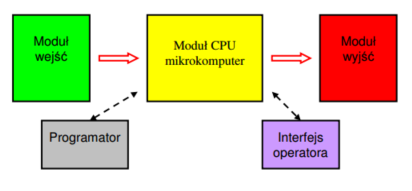 Moduł
wejść
Moduł CPU
mikrokomputer
Moduł
wyjść
Programator
Interfejs
operatora